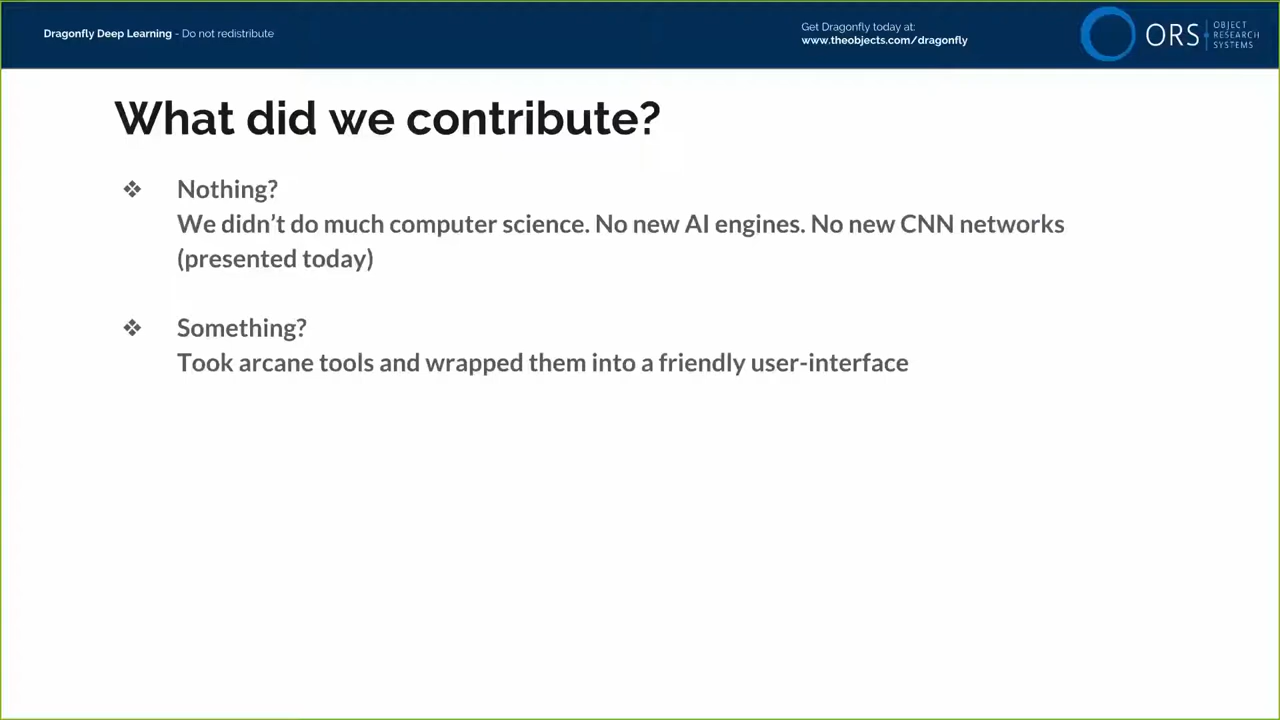 Dragonfly Deep Learning - Do not redistribute
Get Dragonfly today at:
www.theobjects.com/dragonfly
ORS
OBJECT
RESEARCH
SYSTEMS
What did we contribute?
❖ Nothing?
We didn’t do much computer science. No new AI engines. No new CNN networks
(presented today)
❖ Something?
Took arcane tools and wrapped them into a friendly user-interface